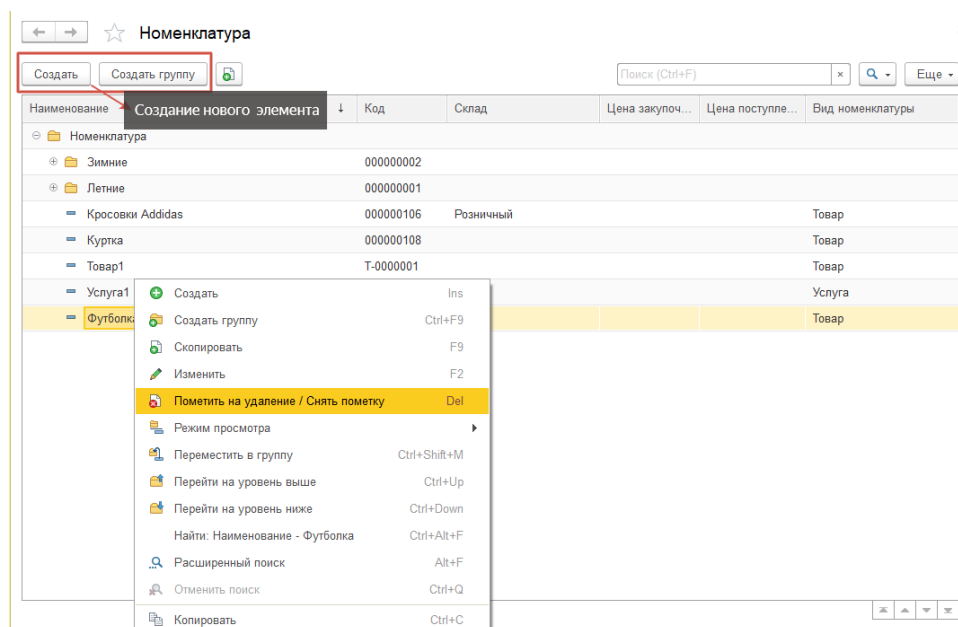 Номенклатура
Создать Создать группу Поиск (Ctrl+F) × Еще
Наименование Создание нового элемента ↓ Код Склад Цена закупоч... Цена поступле... Вид номенклатуры
Номенклатура
Зимние 000000002
Летние 000000001
Кросовки Addidas 000000106 Розничный Товар
Куртка 000000108 Товар
Товар1 Т-0000001 Товар
Услуга1 Услуга
Футболка Товар
Создать Ins
Создать группу Ctrl+F9
Скопировать F9
Изменить F2
Пометить на удаление / Снять пометку Del
Режим просмотра
Переместить в группу Ctrl+Shift+M
Перейти на уровень выше Ctrl+Up
Перейти на уровень ниже Ctrl+Down
Найти: Наименование - Футболка Ctrl+Alt+F
Расширенный поиск Alt+F
Отменить поиск Ctrl+Q
Копировать Ctrl+C